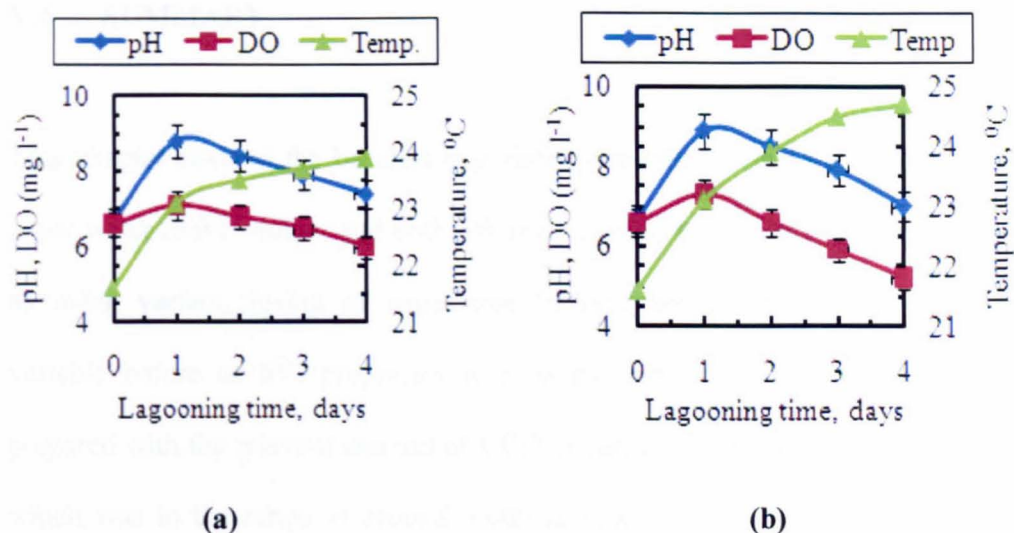 pH DO Temp.
10
8
6
4
pH, DO (mg l-1)
25
24
23
22
21
Temperature, ºC
0 1 2 3 4
Lagooning time, days
(a)
pH DO Temp
10
8
6
4
pH, DO (mg l-1)
25
24
23
22
21
Temperature, ºC
0 1 2 3 4
Lagooning time, days
(b)